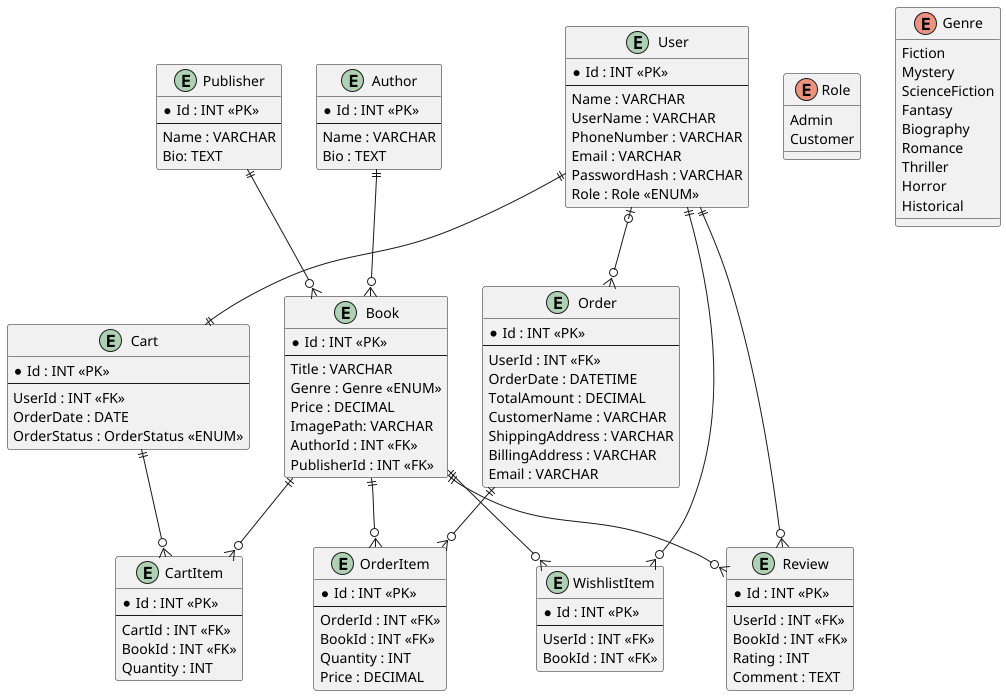 E Publisher
* Id : INT «PK»
Name : VARCHAR
Bio: TEXT
E Author
* Id : INT «PK»
Name : VARCHAR
Bio : TEXT
E User
* Id : INT «PK»
Name : VARCHAR
UserName : VARCHAR
PhoneNumber : VARCHAR
Email : VARCHAR
PasswordHash : VARCHAR
Role : Role «ENUM»
E Role
Admin
Customer
E Genre
Fiction
Mystery
ScienceFiction
Fantasy
Biography
Romance
Thriller
Horror
Historical
E Cart
* Id : INT «PK»
UserId : INT «FK»
OrderDate : DATE
OrderStatus : OrderStatus «ENUM»
E Book
* Id : INT «PK»
Title : VARCHAR
Genre : Genre «ENUM»
Price : DECIMAL
ImagePath: VARCHAR
AuthorId : INT «FK»
PublisherId : INT «FK»
E Order
* Id : INT «PK»
UserId : INT «FK»
OrderDate : DATETIME
TotalAmount : DECIMAL
CustomerName : VARCHAR
ShippingAddress : VARCHAR
BillingAddress : VARCHAR
Email : VARCHAR
E CartItem
* Id : INT «PK»
CartId : INT «FK»
BookId : INT «FK»
Quantity : INT
E OrderItem
* Id : INT «PK»
OrderId : INT «FK»
BookId : INT «FK»
Quantity : INT
Price : DECIMAL
E WishlistItem
* Id : INT «PK»
UserId : INT «FK»
BookId : INT «FK»
E Review
* Id : INT «PK»
UserId : INT «FK»
BookId : INT «FK»
Rating : INT
Comment : TEXT